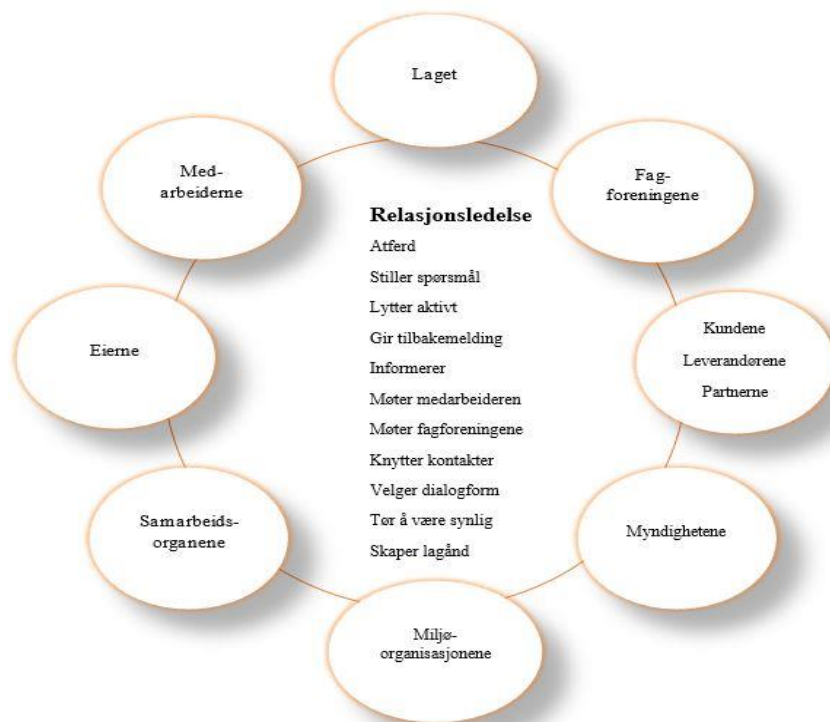 Laget
Med-
arbeiderne
Fag-
foreningene
Relasjonsledelse
Atferd
Stiller spørsmål
Lytter aktivt
Gir tilbakemelding
Informerer
Møter medarbeideren
Møter fagforeningene
Knytter kontakter
Velger dialogform
Tør å være synlig
Skaper lagånd
Eierne
Kundene
Leverandørene
Partnerne
Samarbeids-
organene
Myndighetene
Miljø-
organisasjonene